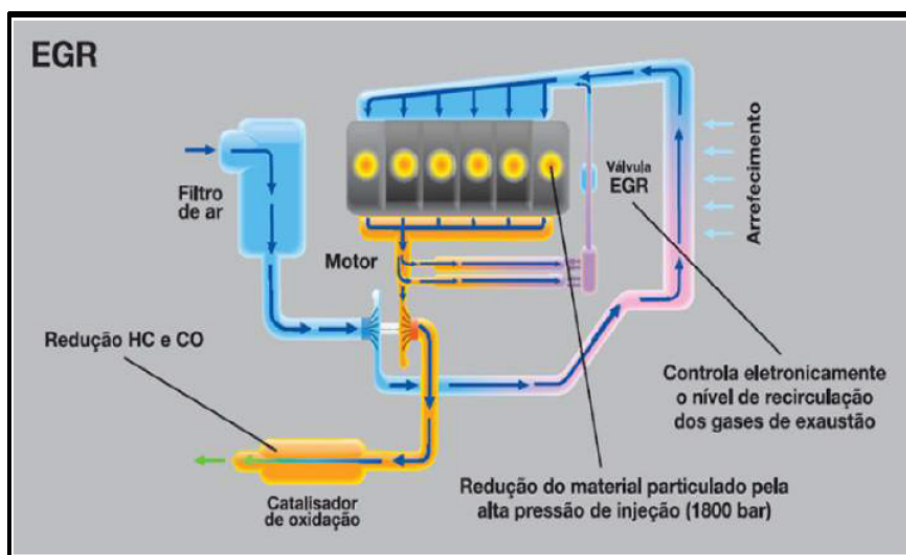 EGR
Filtro
de ar
Motor
Válvula
EGR
Arrefecimento
Redução HC e CO
Controla eletronicamente
o nível de recirculação
dos gases de exaustão
Catalisador
de oxidação
Redução do material particulado pela
alta pressão de injeção (1800 bar)